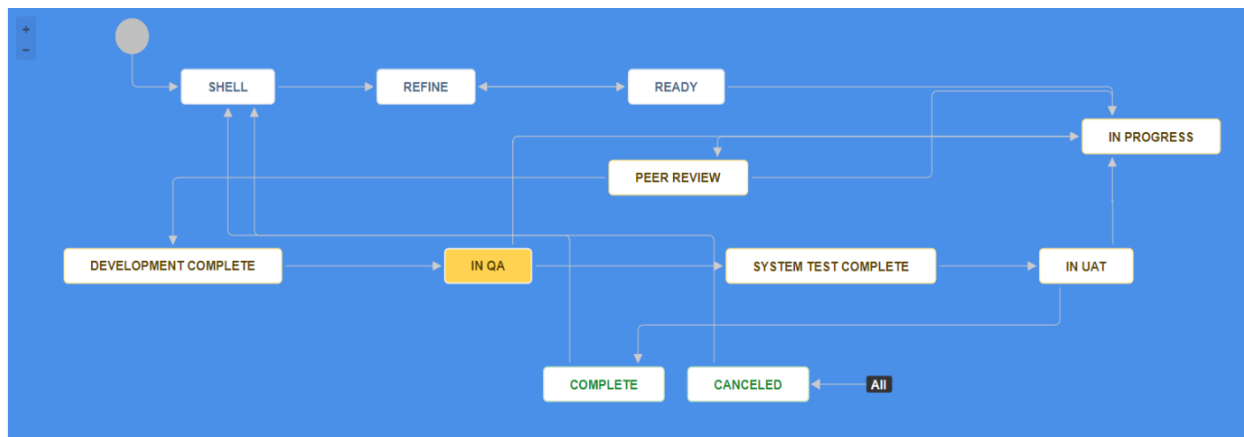 +
−
SHELL
REFINE
READY
IN PROGRESS
PEER REVIEW
DEVELOPMENT COMPLETE
IN QA
SYSTEM TEST COMPLETE
IN UAT
COMPLETE
CANCELED
All